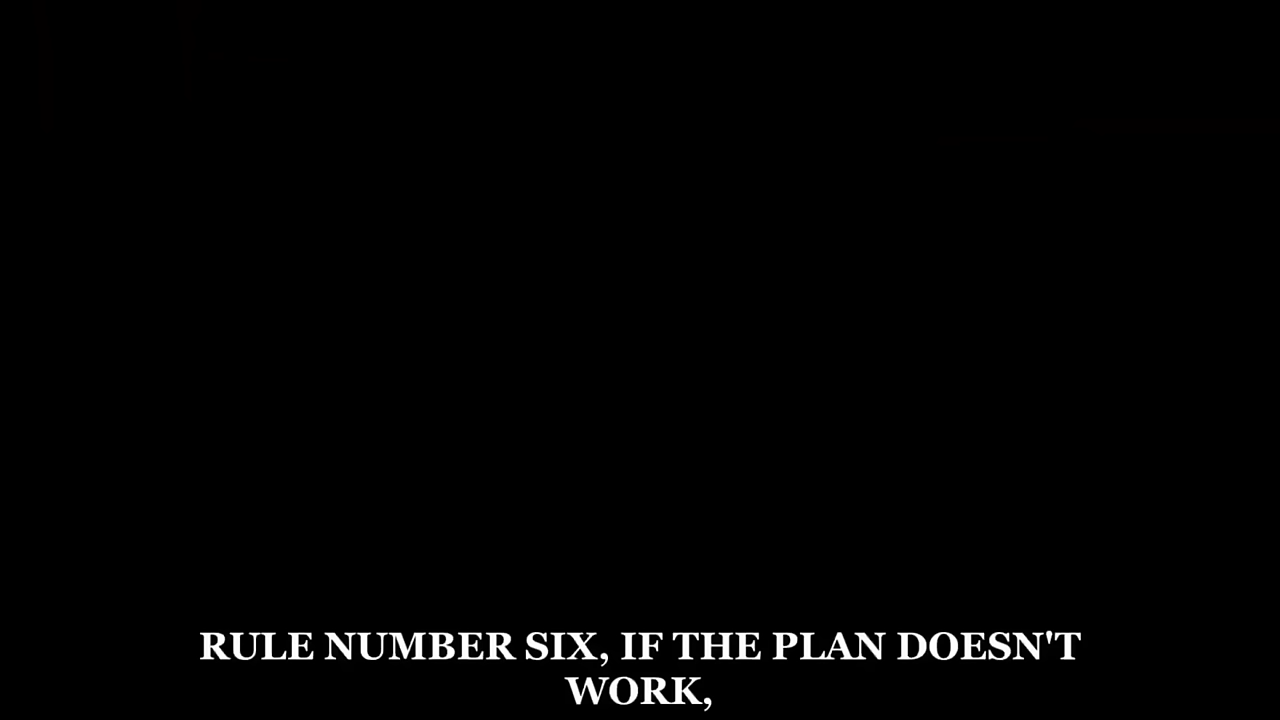 RULE NUMBER SIX, IF THE PLAN DOESN'T
WORK,